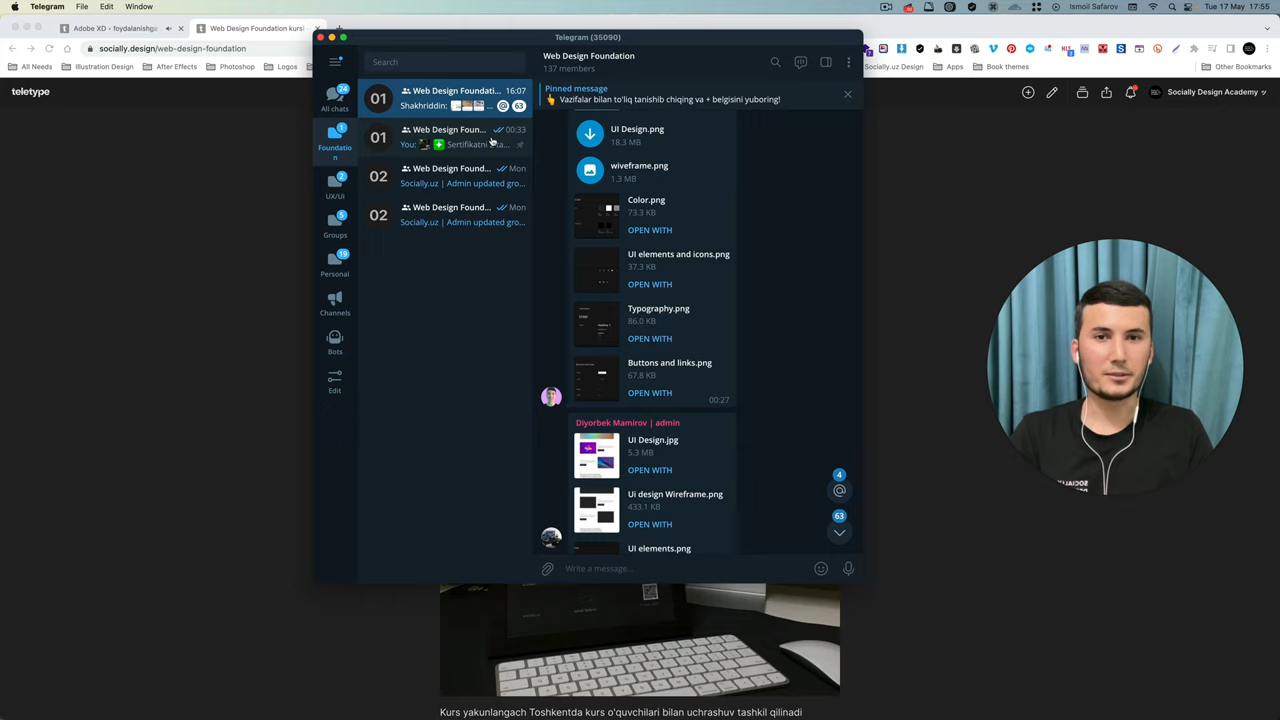 Telegram File Edit Window
Ismoil Safarov Tue 17 May 17:55
Adobe XD - foydalanishga
Web Design Foundation kursi
socially.design/web-design-foundation
All Needs Illustration Design After Effects Photoshop Logos
Socially.uz Design Apps Book themes Other Bookmarks
teletype
Socially Design Academy
Telegram (35090)
Search
All chats 24
Foundation 1
UX/UI 2
Groups 5
Personal 19
Channels
Bots
Edit
01 Web Design Foundati... 16:07
Shakhriddin: ... @ 63
01 Web Design Foun... 00:33
You: Sertifikatni
02 Web Design Found... Mon
Socially.uz | Admin updated gro...
02 Web Design Found... Mon
Socially.uz | Admin updated gro...
Web Design Foundation
137 members
Pinned message
Vazifalar bilan to'liq tanishib chiqing va + belgisini yuboring!
UI Design.png
18.3 MB
wiveframe.png
1.3 MB
Color.png
73.3 KB
OPEN WITH
UI elements and icons.png
37.3 KB
OPEN WITH
Typography.png
86.0 KB
OPEN WITH
Buttons and links.png
67.8 KB
OPEN WITH
00:27
Diyorbek Mamirov | admin
UI Design.jpg
5.3 MB
OPEN WITH
Ui design Wireframe.png
433.1 KB
OPEN WITH
UI elements.png
4
@
63
Write a message...
Kurs yakunlangach Toshkentda kurs o'quvchilari bilan uchrashuv tashkil qilinadi